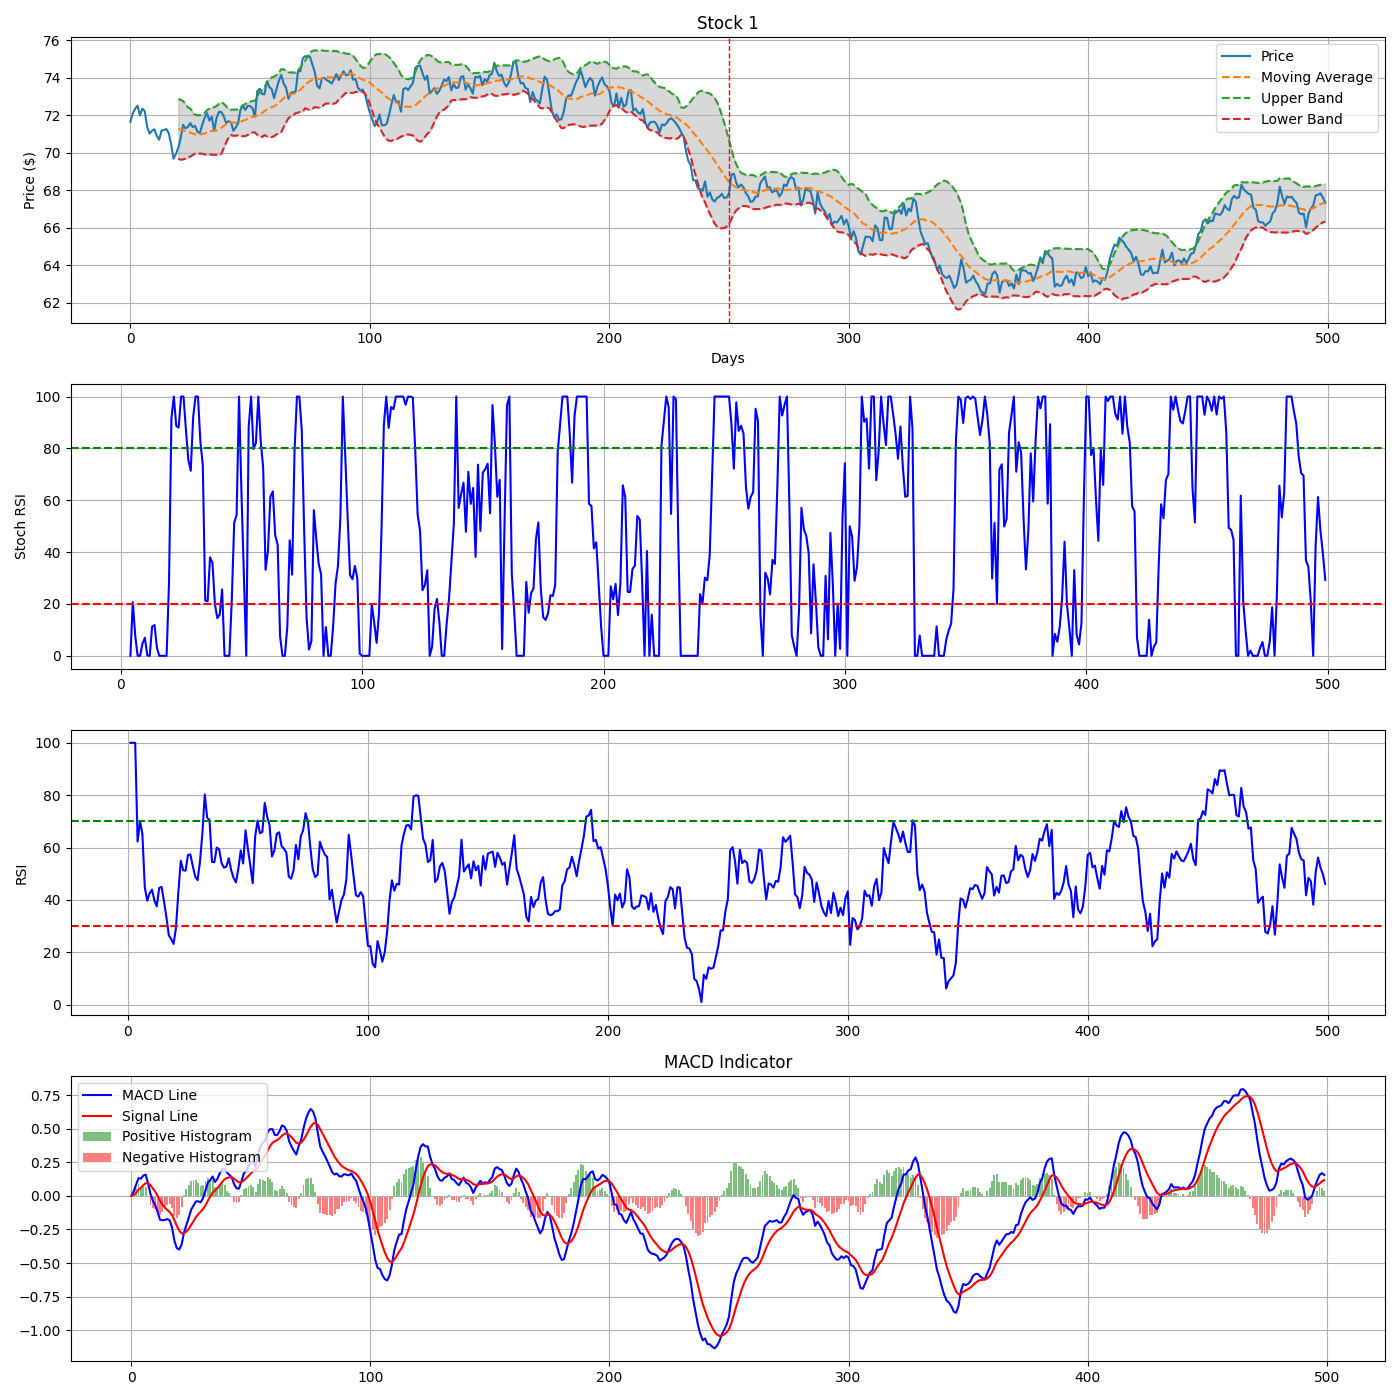 Stock 1
76
74
72
70
68
66
64
62
Price ($)
Price
Moving Average
Upper Band
Lower Band
0 100 200 300 400 500
Days
100
80
60
40
20
0
Stoch RSI
0 100 200 300 400 500
100
80
60
40
20
0
RSI
0 100 200 300 400 500
MACD Indicator
0.75
0.50
0.25
0.00
−0.25
−0.50
−0.75
−1.00
MACD Line
Signal Line
Positive Histogram
Negative Histogram
0 100 200 300 400 500